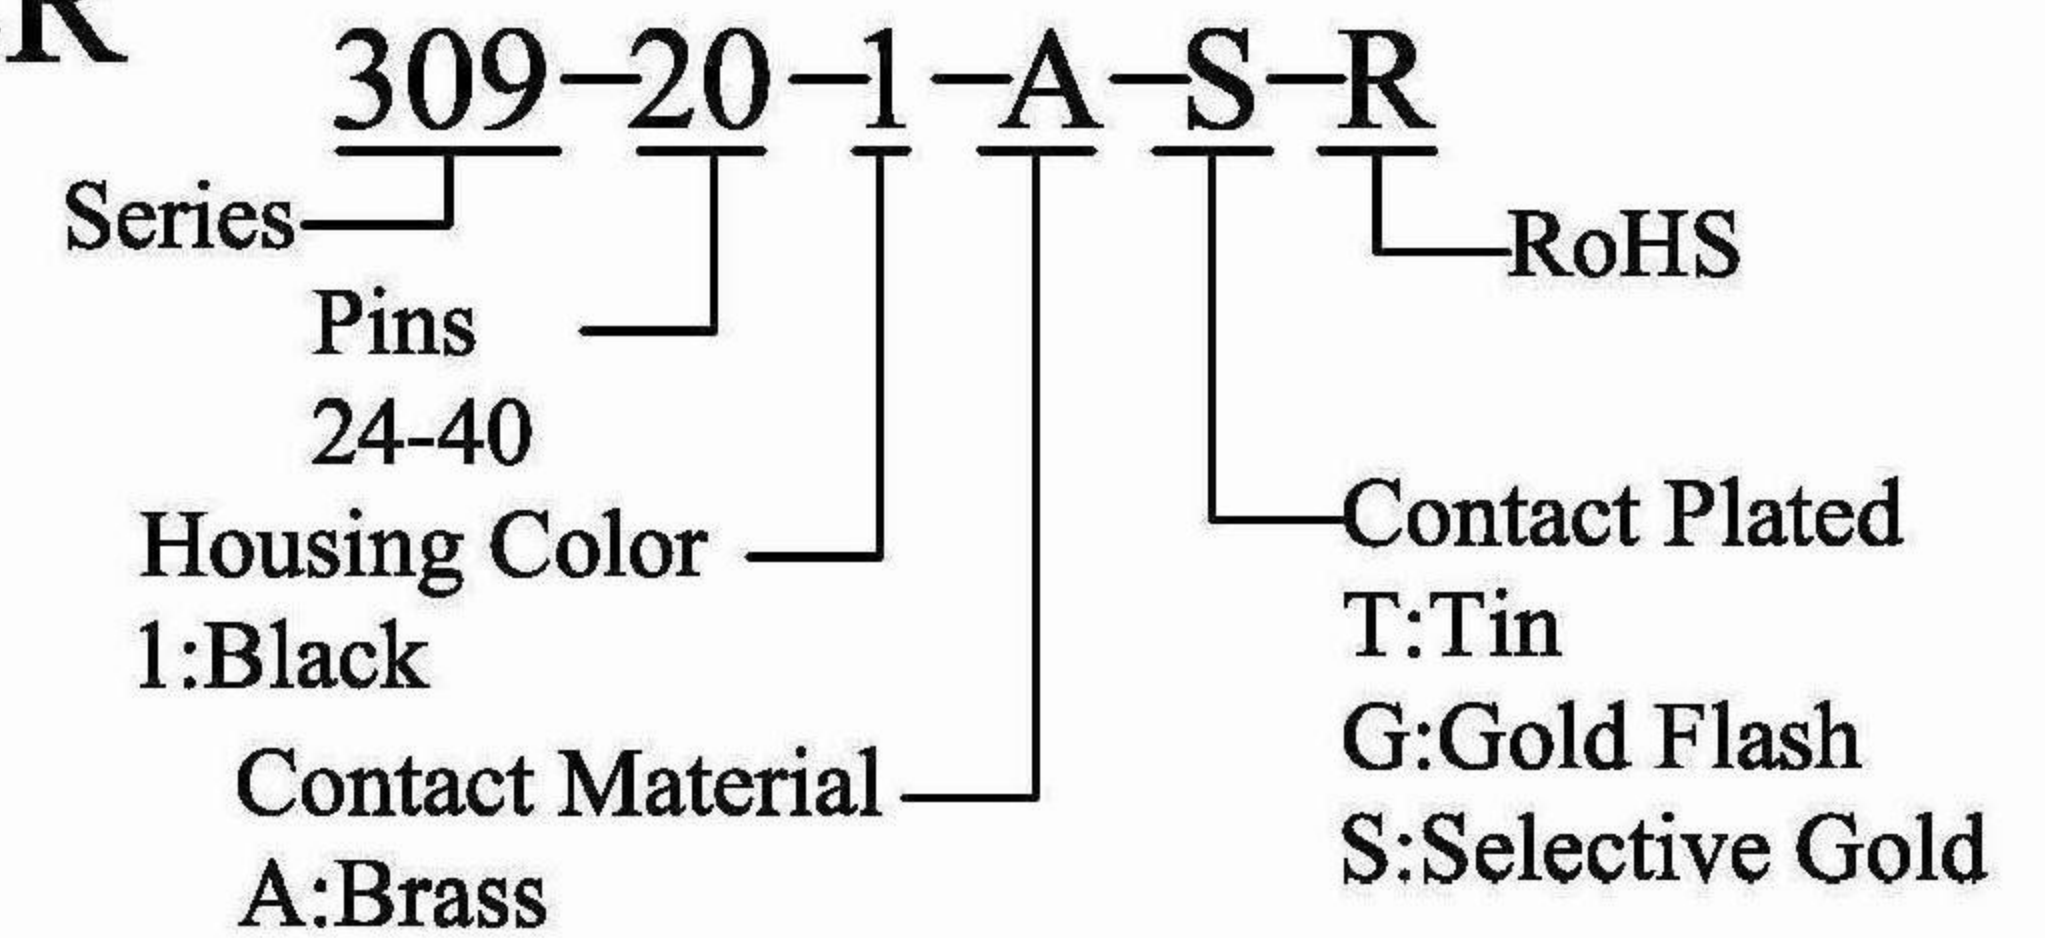 R
309-20-1-A-S-R
Series
RoHS
Pins
24-40
Housing Color
1:Black
Contact Material
A:Brass
Contact Plated
T:Tin
G:Gold Flash
S:Selective Gold